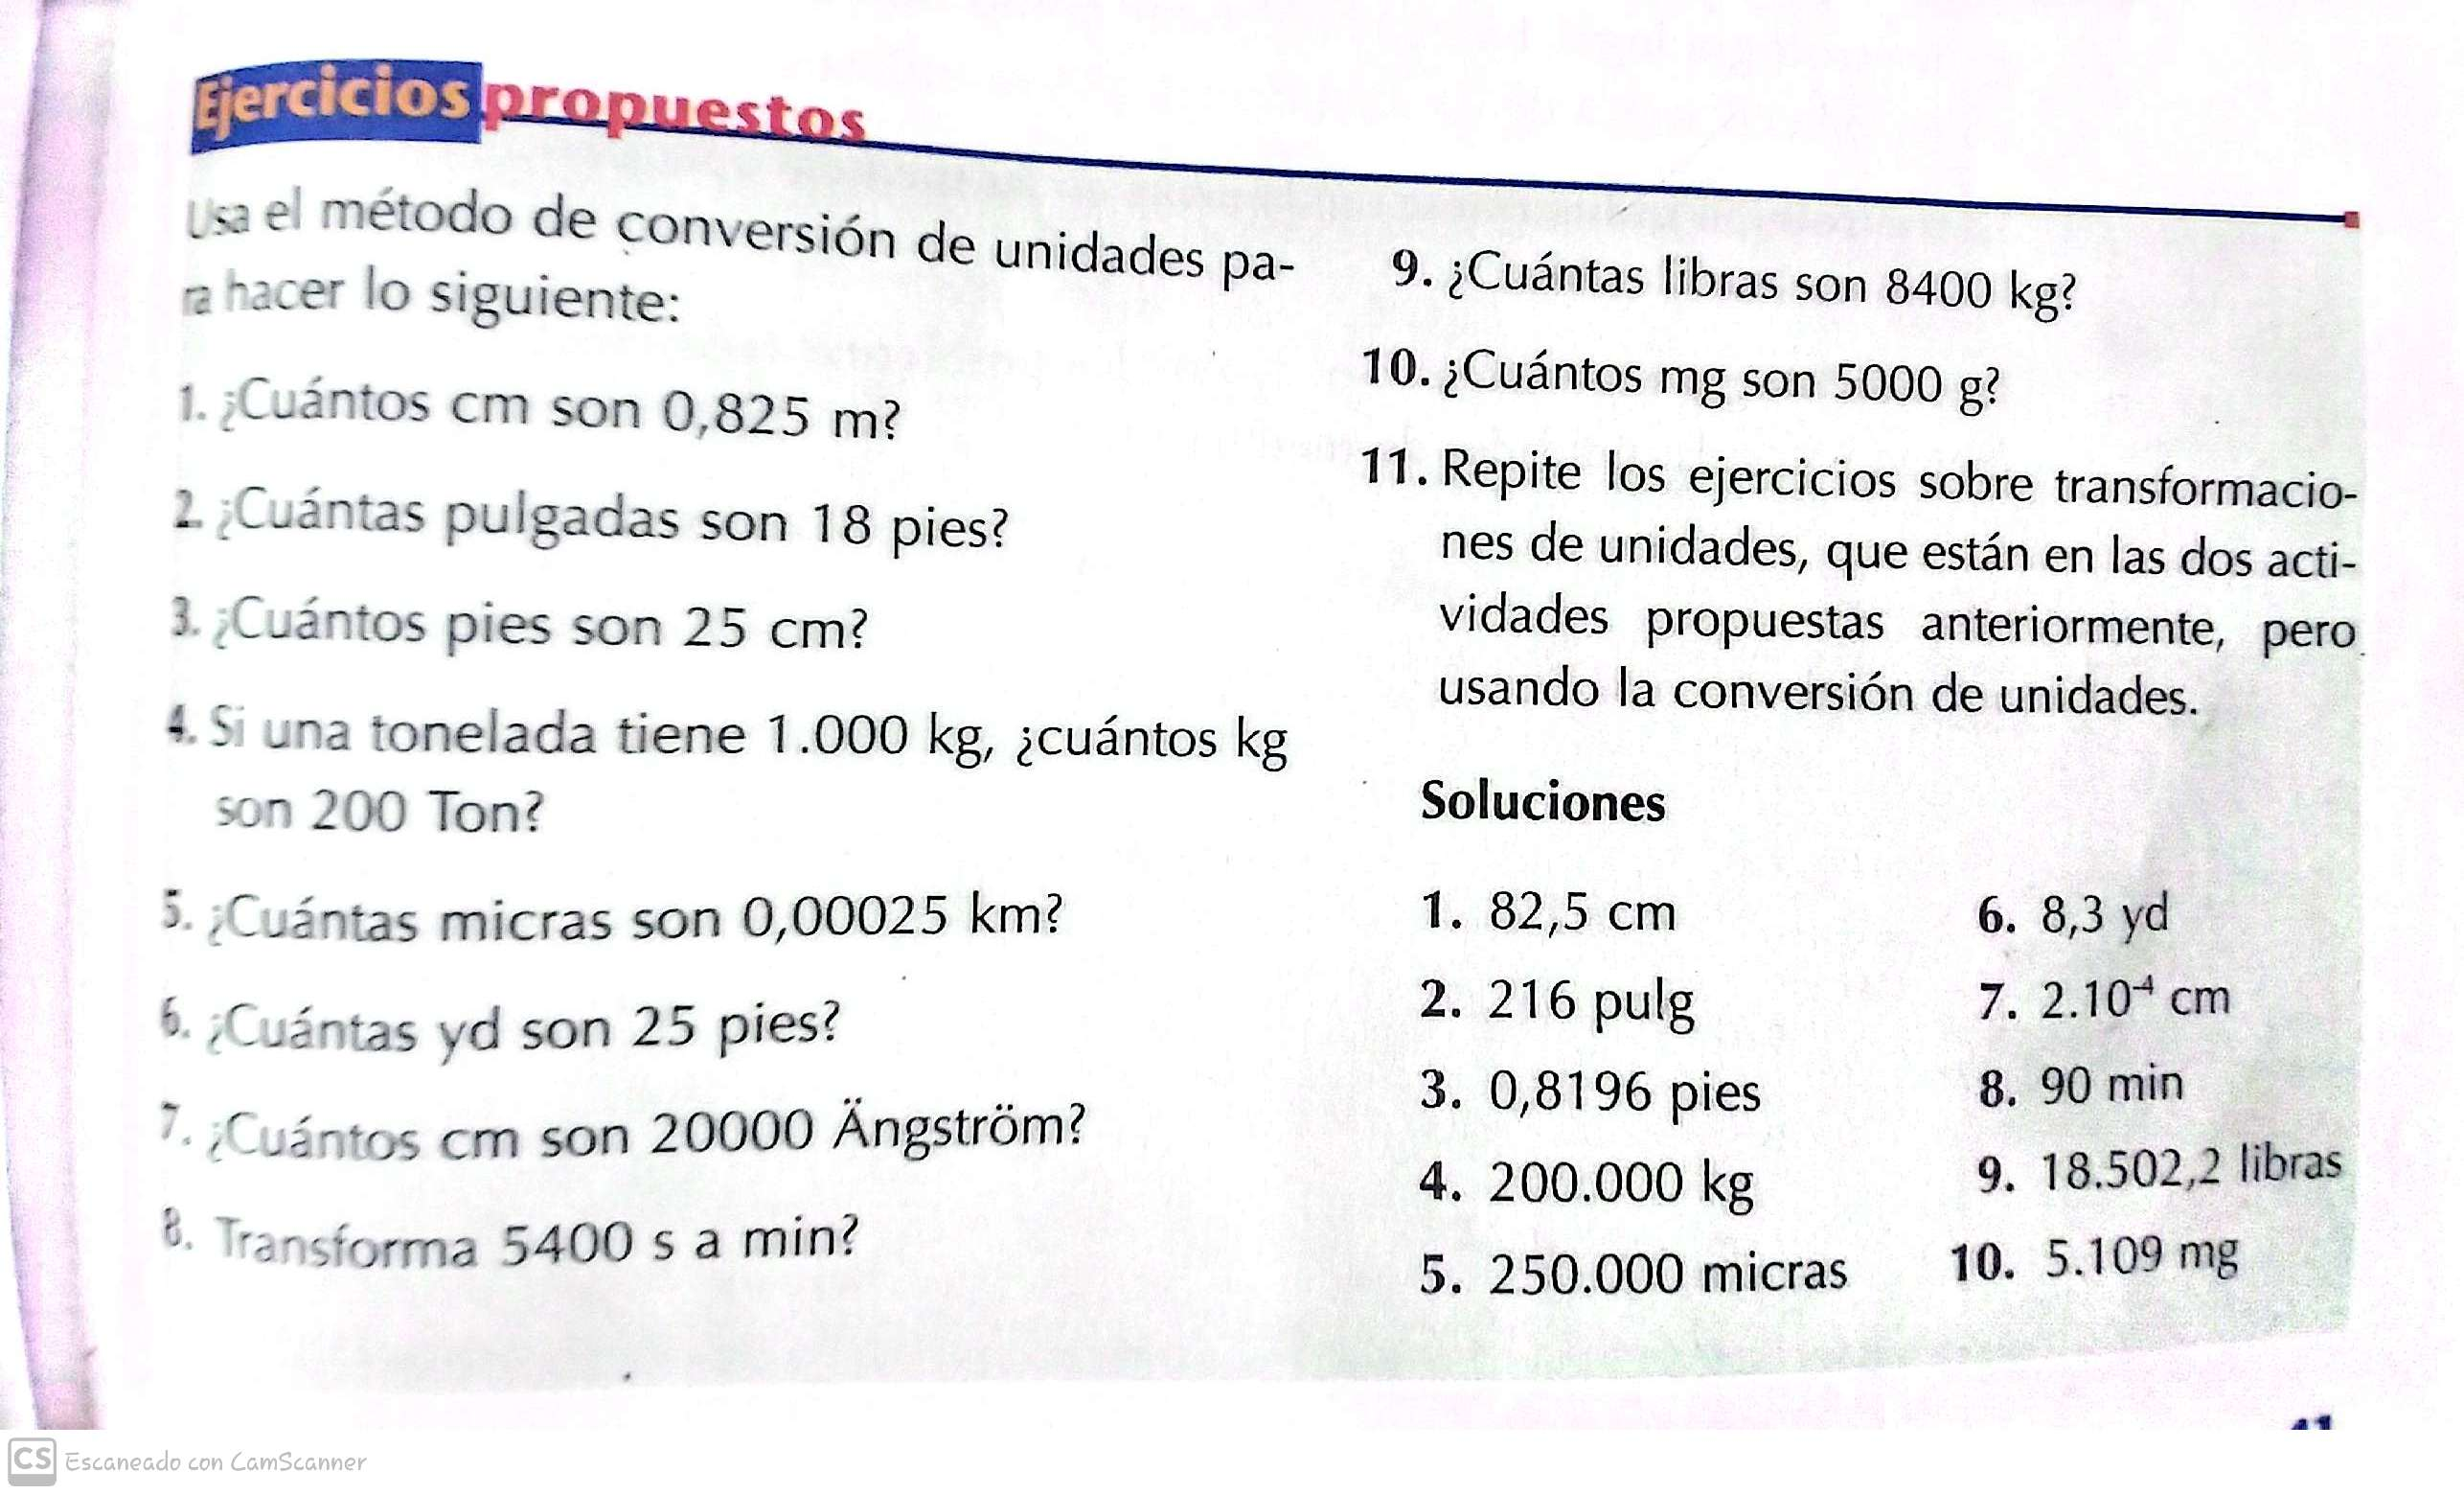 Ejercicios propuestos
Usa el método de conversión de unidades pa-
ra hacer lo siguiente:
1. ¿Cuántos cm son 0,825 m?
2. ¿Cuántas pulgadas son 18 pies?
3. ¿Cuántos pies son 25 cm?
4. Si una tonelada tiene 1.000 kg, ¿cuántos kg
son 200 Ton?
5. ¿Cuántas micras son 0,00025 km?
6. ¿Cuántas yd son 25 pies?
7. ¿Cuántos cm son 20000 Ängström?
8. Transforma 5400 s a min?
9. ¿Cuántas libras son 8400 kg?
10. ¿Cuántos mg son 5000 g?
11. Repite los ejercicios sobre transformacio-
nes de unidades, que están en las dos acti-
vidades propuestas anteriormente, pero
usando la conversión de unidades.
Soluciones
1. 82,5 cm
2. 216 pulg
3. 0,8196 pies
4. 200.000 kg
5. 250.000 micras
6. 8,3 yd
7. 2.10⁻⁴ cm
8. 90 min
9. 18.502,2 libras
10. 5.109 mg
CS Escaneado con CamScanner